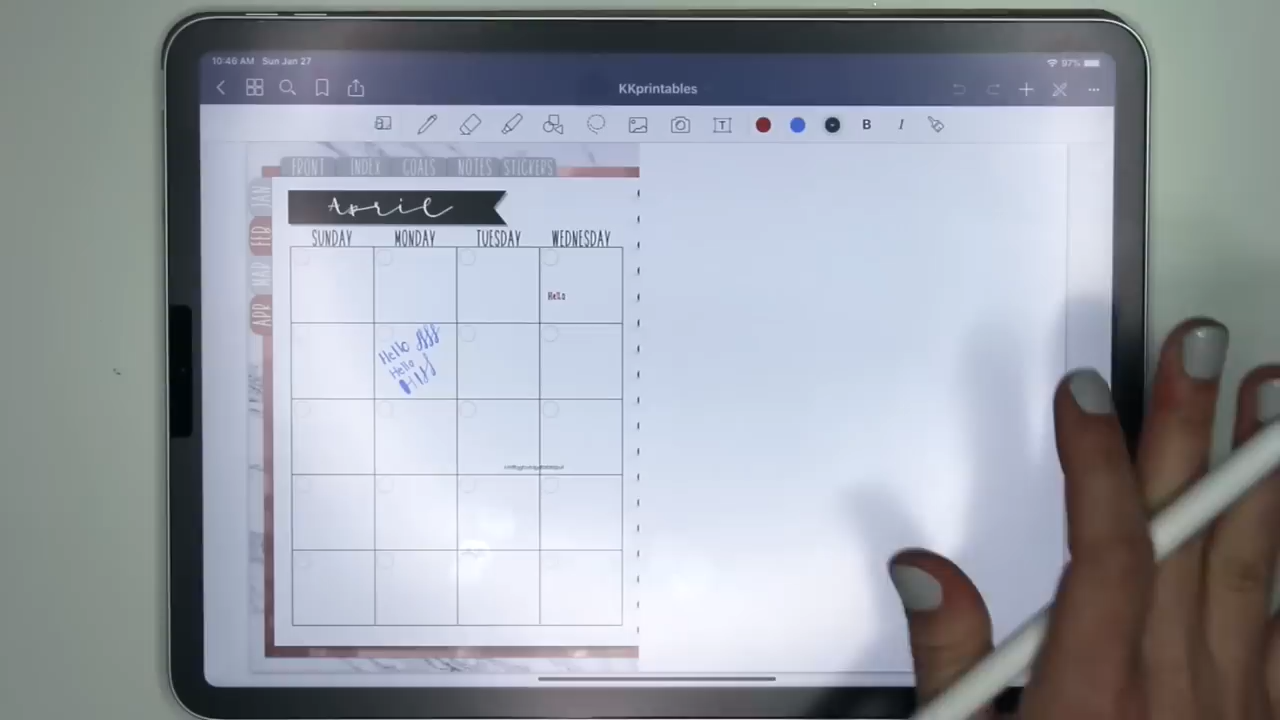 10:46 AM Sun Jan 27
97%
KKprintables
T B I
FRONT INDEX GOALS NOTES STICKERS
JAN
FEB
MAR
APR
April
SUNDAY MONDAY TUESDAY WEDNESDAY
Hello
Hello
Hello